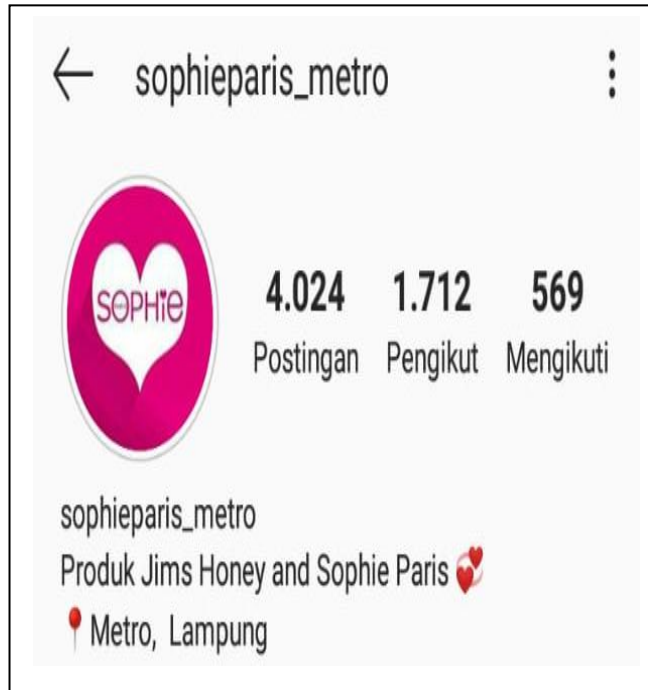 sophieparis_metro
SOPHIE
4.024 1.712 569
Postingan Pengikut Mengikuti
sophieparis_metro
Produk Jims Honey and Sophie Paris 💞
📍 Metro, Lampung